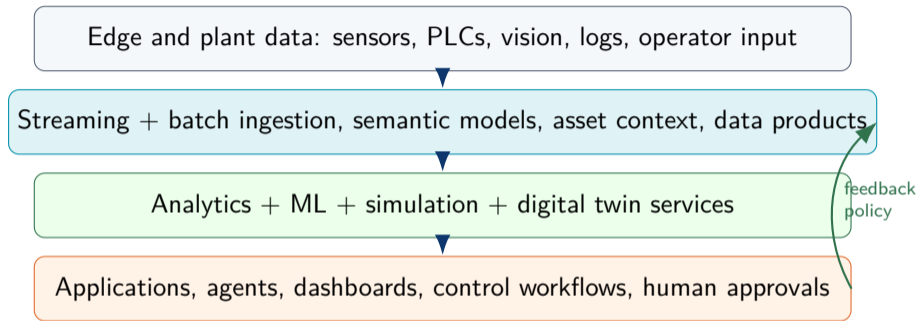 Edge and plant data: sensors, PLCs, vision, logs, operator input
Streaming + batch ingestion, semantic models, asset context, data products
Analytics + ML + simulation + digital twin services
feedback
policy
Applications, agents, dashboards, control workflows, human approvals